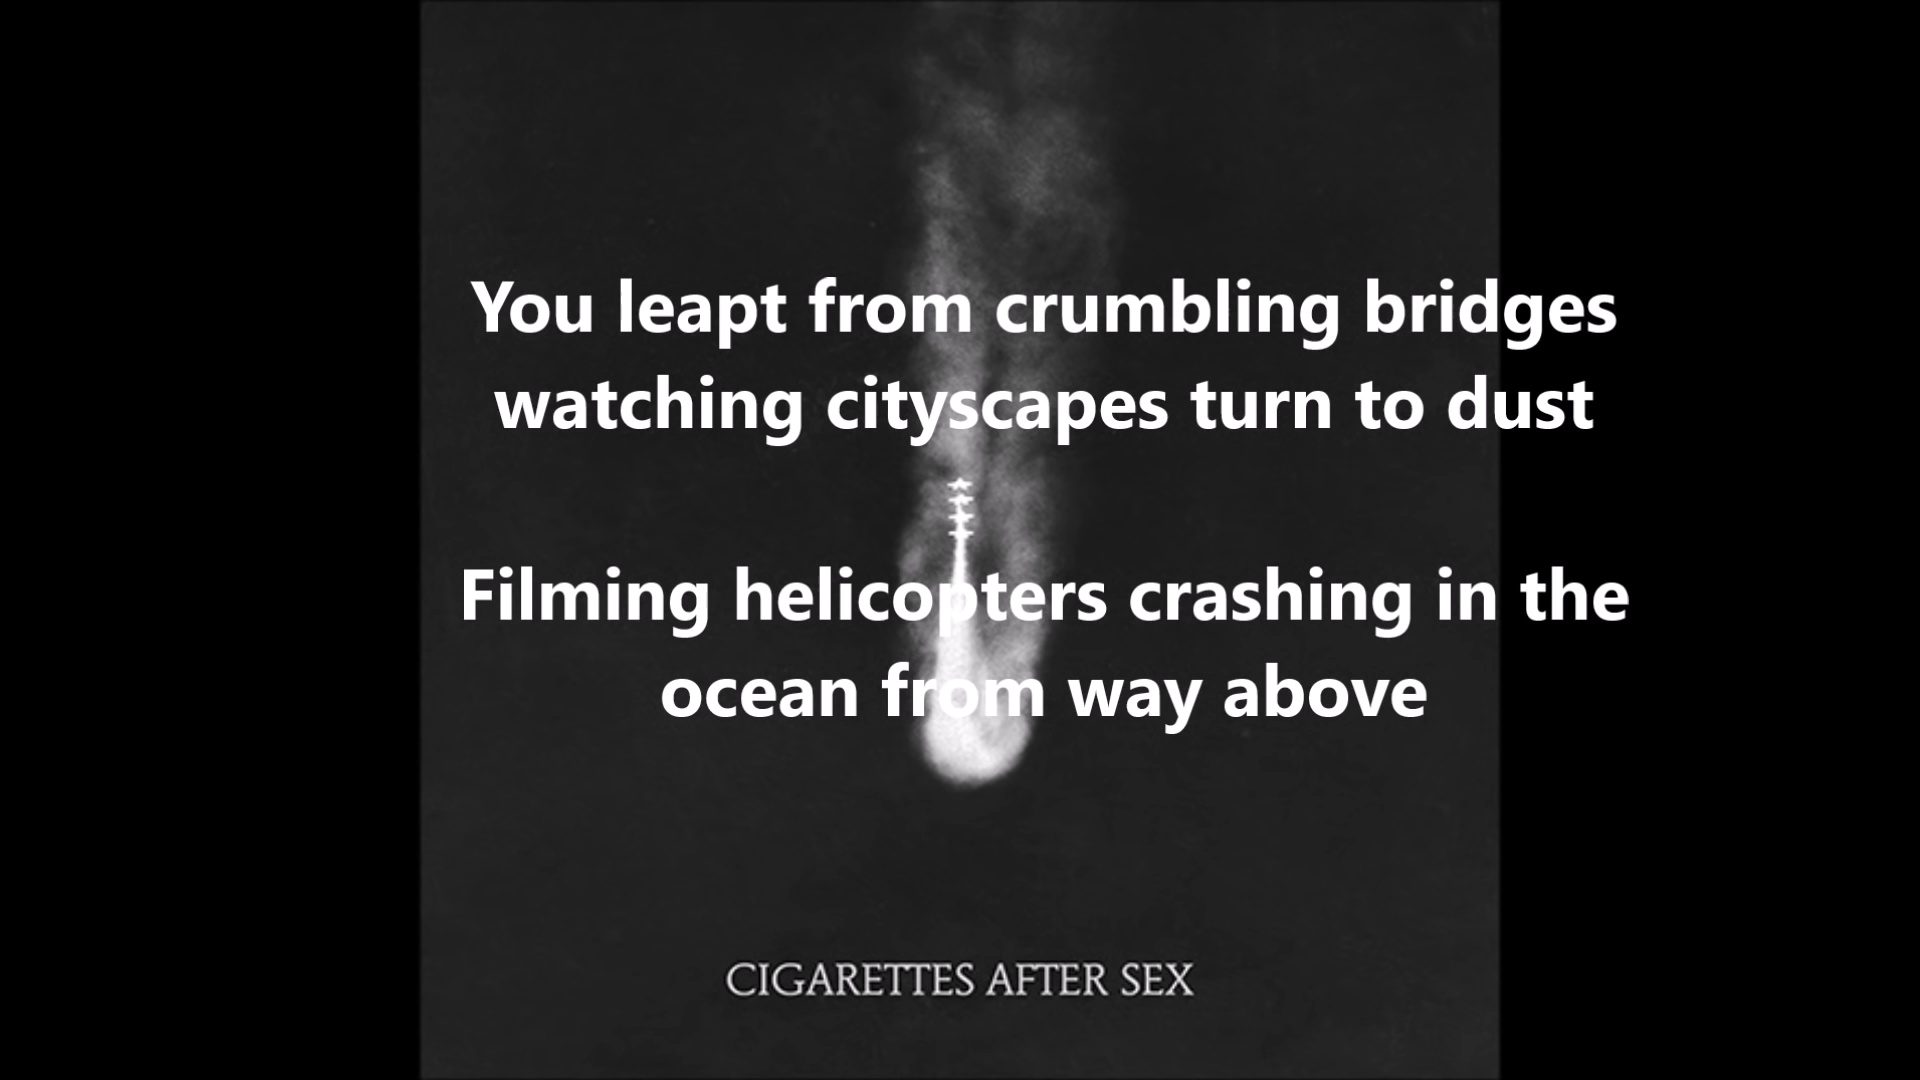 You leapt from crumbling bridges
watching cityscapes turn to dust
Filming helicopters crashing in the
ocean from way above
CIGARETTES AFTER SEX